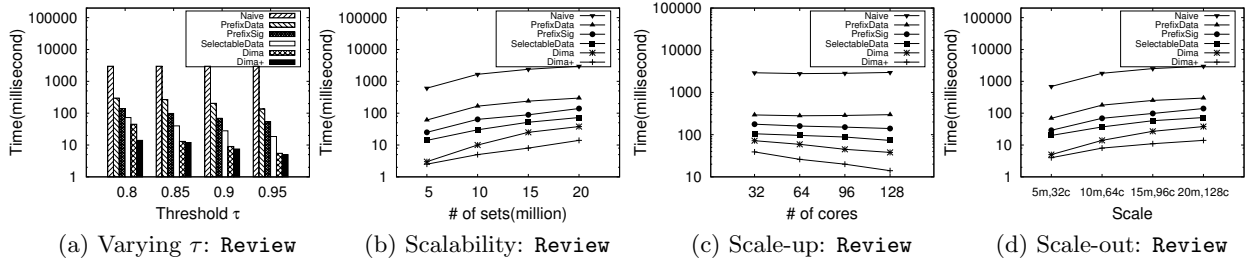 Time(millisecond)
100000
10000
1000
100
10
1
Naive
PrefixData
PrefixSig
SelectableData
Dima
Dima+
0.8 0.85 0.9 0.95
Threshold τ
(a) Varying τ: Review
Time(millisecond)
100000
10000
1000
100
10
1
Naive
PrefixData
PrefixSig
SelectableData
Dima
Dima+
5 10 15 20
# of sets(million)
(b) Scalability: Review
Time(millisecond)
10000
1000
100
10
Naive
PrefixData
PrefixSig
SelectableData
Dima
Dima+
32 64 96 128
# of cores
(c) Scale-up: Review
Time(millisecond)
100000
10000
1000
100
10
1
Naive
PrefixData
PrefixSig
SelectableData
Dima
Dima+
5m,32c 10m,64c 15m,96c 20m,128c
Scale
(d) Scale-out: Review